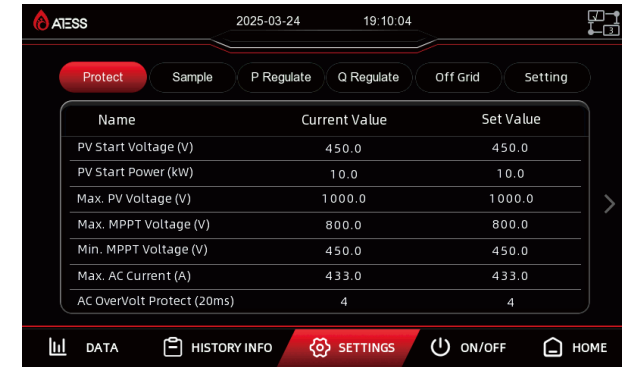 ATESS 2025-03-24 19:10:04
3
Protect Sample P Regulate Q Regulate Off Grid Setting
Name Current Value Set Value
PV Start Voltage (V) 450.0 450.0
PV Start Power (kW) 10.0 10.0
Max. PV Voltage (V) 1000.0 1000.0
Max. MPPT Voltage (V) 800.0 800.0
Min. MPPT Voltage (V) 450.0 450.0
Max. AC Current (A) 433.0 433.0
AC OverVolt Protect (20ms) 4 4
DATA HISTORY INFO SETTINGS ON/OFF HOME